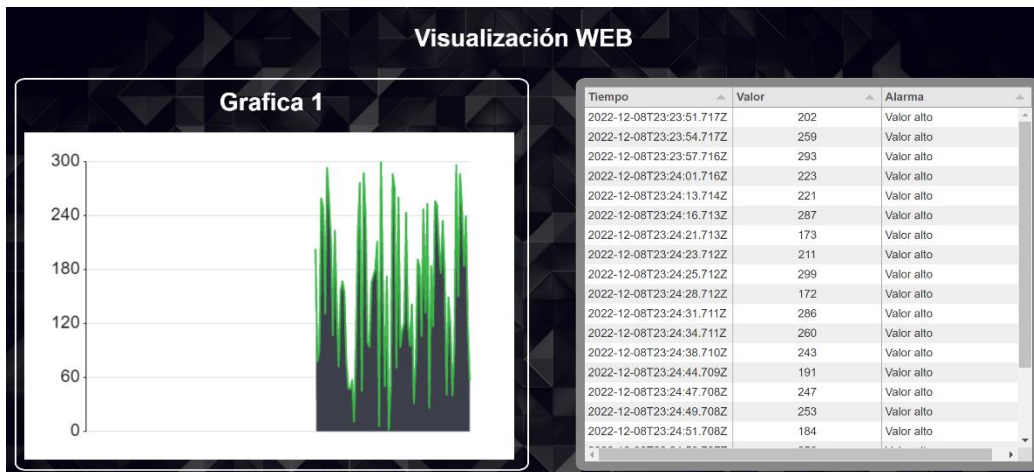 Visualización WEB
Grafica 1
300
240
180
120
60
0
Tiempo Valor Alarma
2022-12-08T23:23:51.717Z 202 Valor alto
2022-12-08T23:23:54.717Z 259 Valor alto
2022-12-08T23:23:57.716Z 293 Valor alto
2022-12-08T23:24:01.716Z 223 Valor alto
2022-12-08T23:24:13.714Z 221 Valor alto
2022-12-08T23:24:16.713Z 287 Valor alto
2022-12-08T23:24:21.713Z 173 Valor alto
2022-12-08T23:24:23.712Z 211 Valor alto
2022-12-08T23:24:25.712Z 299 Valor alto
2022-12-08T23:24:28.712Z 172 Valor alto
2022-12-08T23:24:31.711Z 286 Valor alto
2022-12-08T23:24:34.711Z 260 Valor alto
2022-12-08T23:24:38.710Z 243 Valor alto
2022-12-08T23:24:44.709Z 191 Valor alto
2022-12-08T23:24:47.708Z 247 Valor alto
2022-12-08T23:24:49.708Z 253 Valor alto
2022-12-08T23:24:51.708Z 184 Valor alto